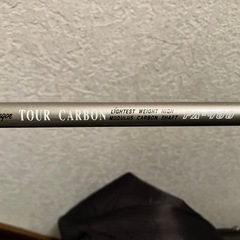 TOUR CARBON
LIGHTEST WEIGHT HIGH
MODULUS CARBON SHAFT